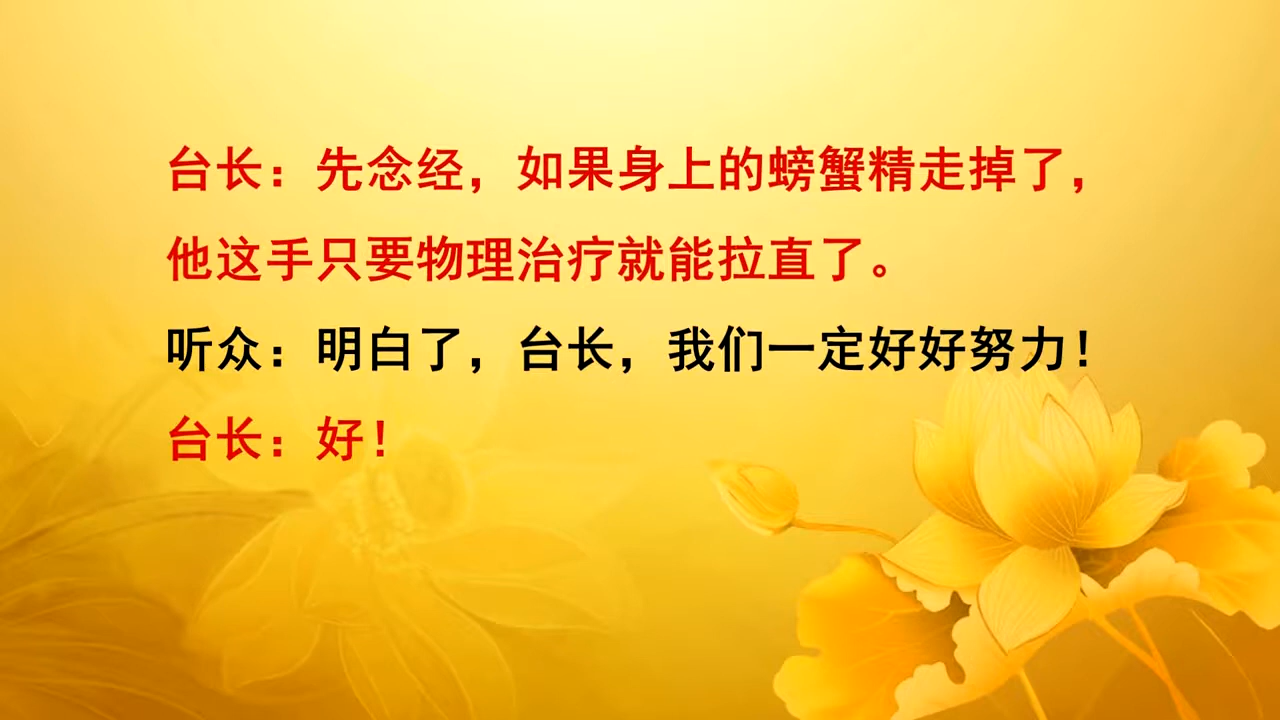 台长：先念经，如果身上的螃蟹精走掉了，
他这手只要物理治疗就能拉直了。
听众：明白了，台长，我们一定好好努力！
台长：好！